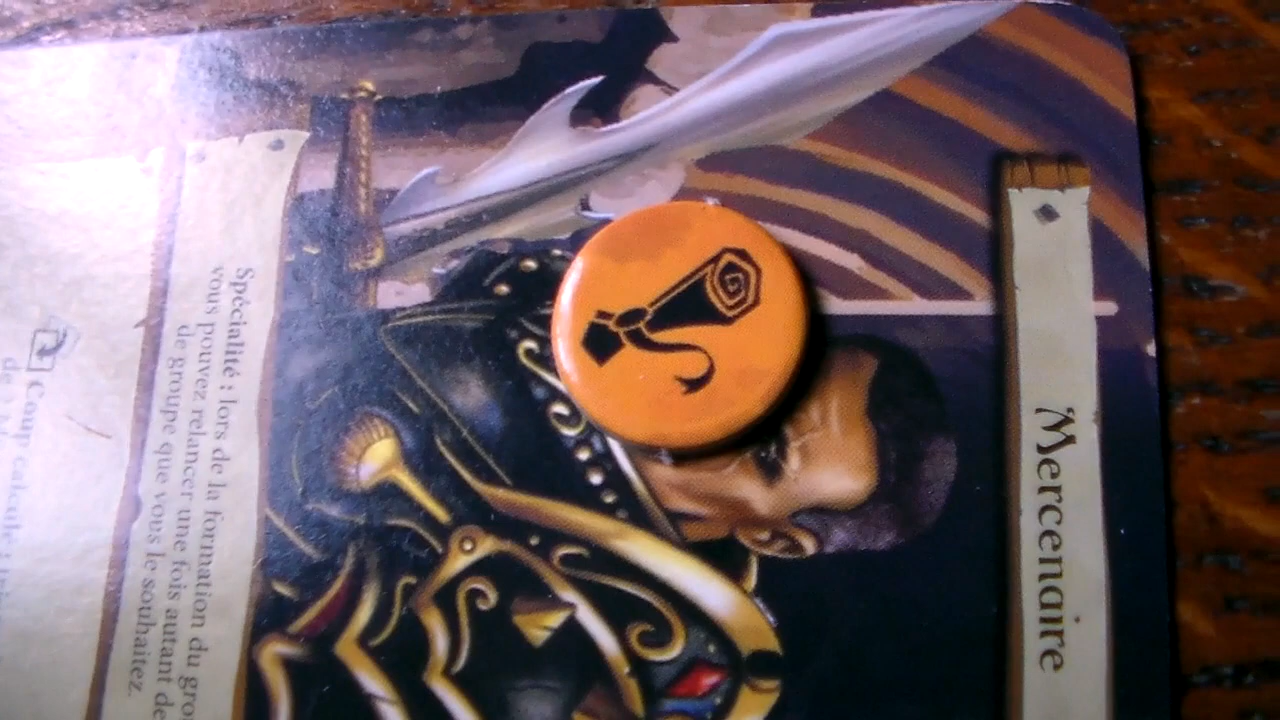 Mercenaire
Spécialité : lors de la formation du
vous pouvez relancer une fois autant de
de groupe que vous le souhaitez.
Coup calculé :